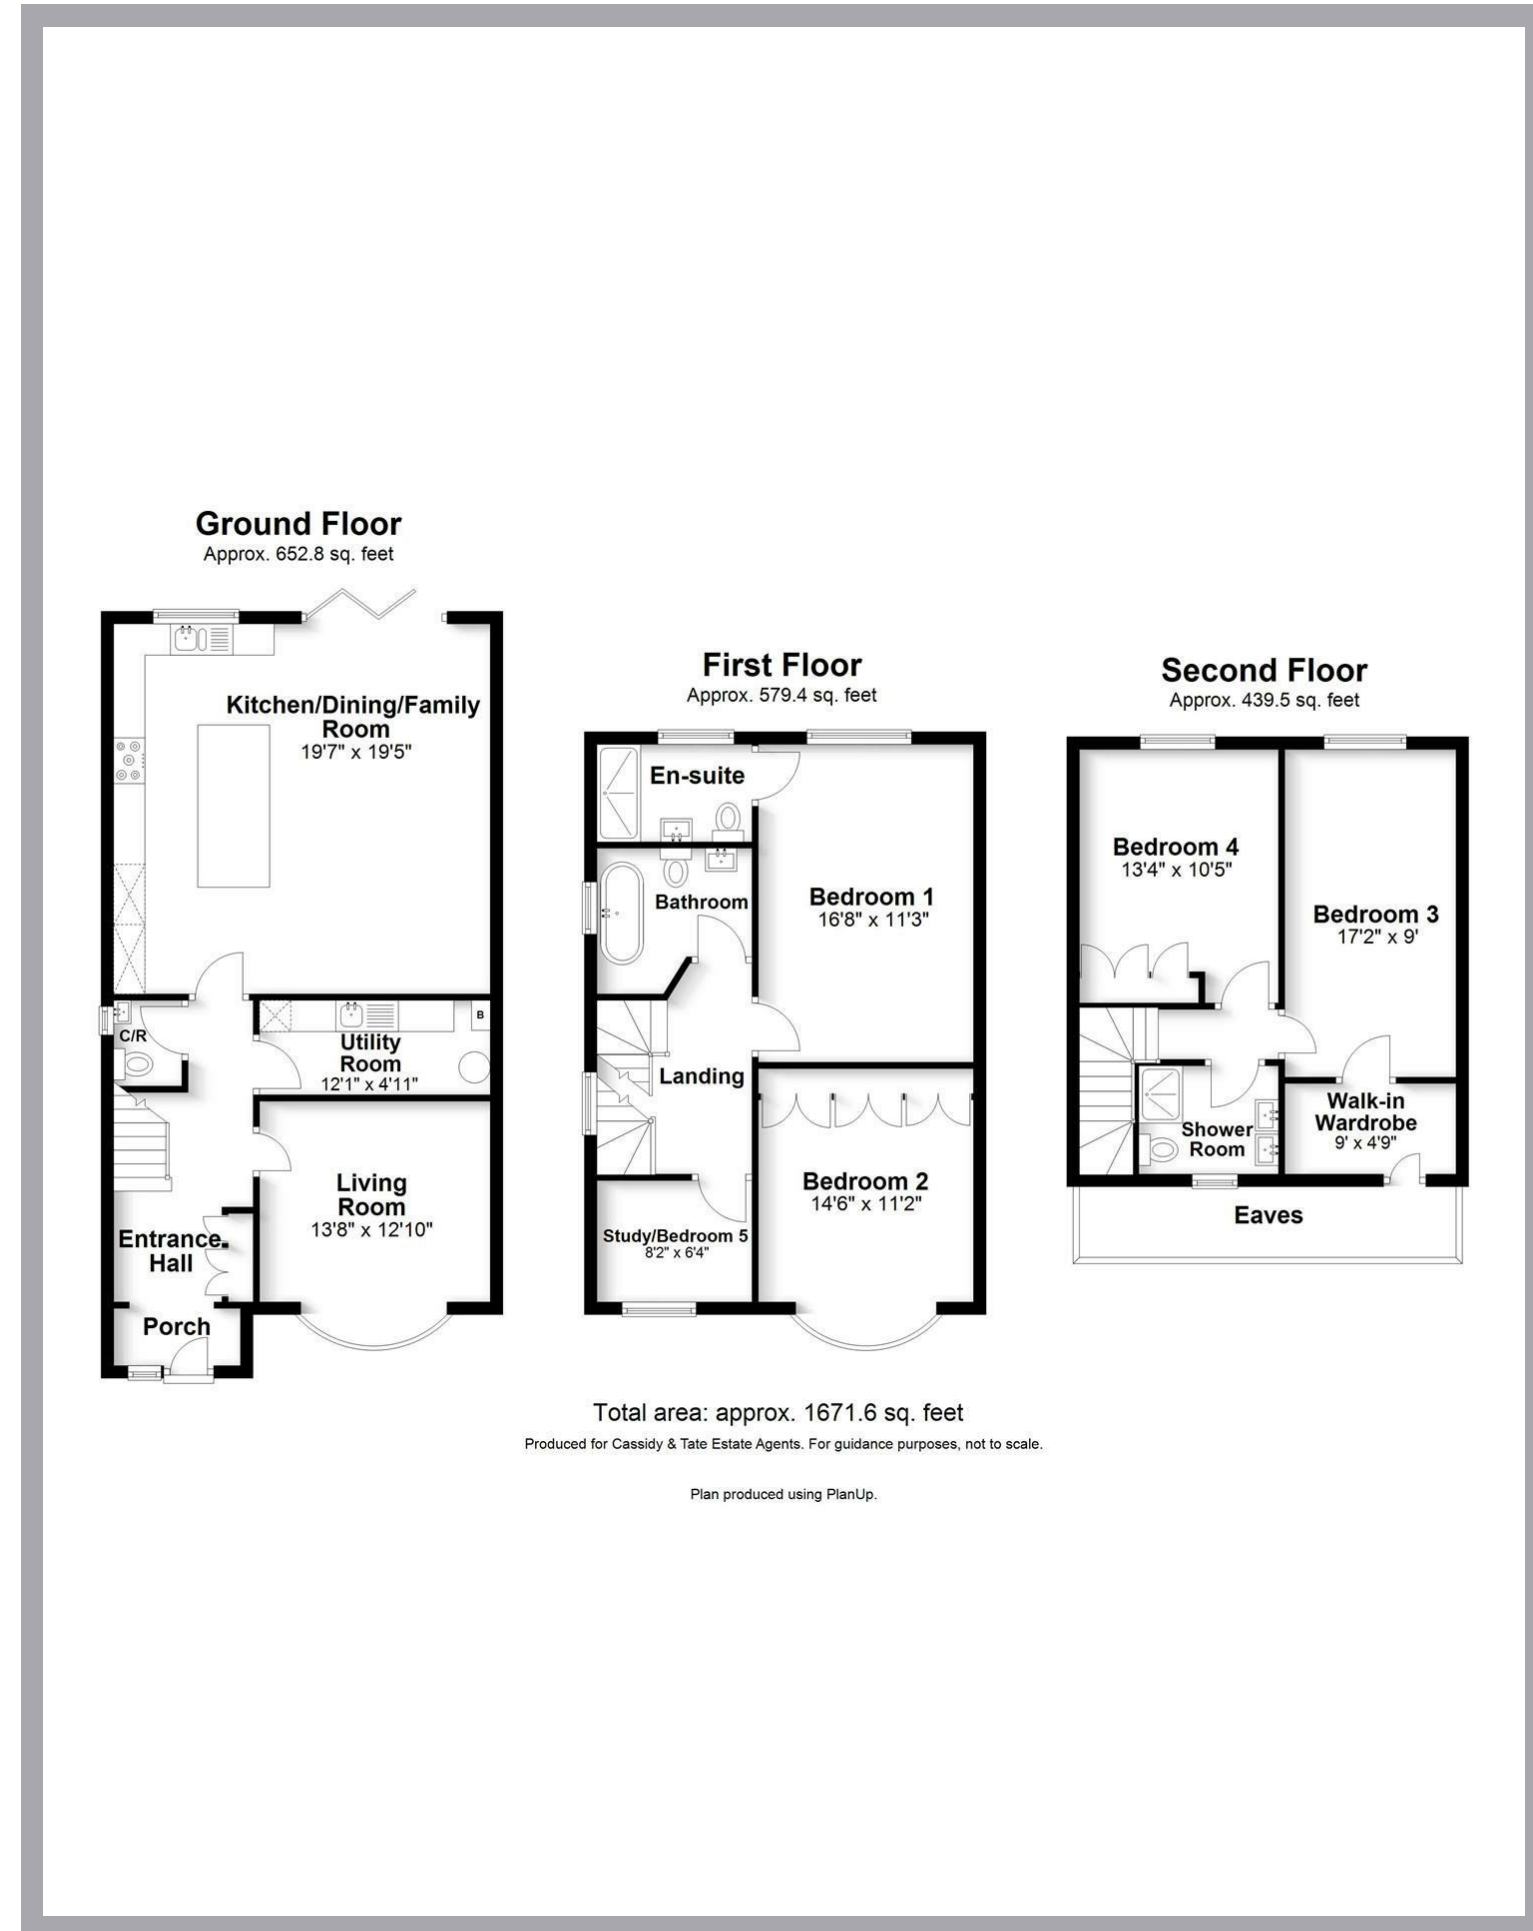 Ground Floor
Approx. 652.8 sq. feet
Kitchen/Dining/Family
Room
19'7" x 19'5"
C/R
B
Utility
Room
12'1" x 4'11"
Living
Room
13'8" x 12'10"
Entrance
Hall
Porch
First Floor
Approx. 579.4 sq. feet
En-suite
Bathroom
Bedroom 1
16'8" x 11'3"
Landing
Bedroom 2
14'6" x 11'2"
Study/Bedroom 5
8'2" x 6'4"
Second Floor
Approx. 439.5 sq. feet
Bedroom 4
13'4" x 10'5"
Bedroom 3
17'2" x 9'
Walk-in
Wardrobe
9' x 4'9"
Shower
Room
Eaves
Total area: approx. 1671.6 sq. feet
Produced for Cassidy & Tate Estate Agents. For guidance purposes, not to scale.
Plan produced using PlanUp.